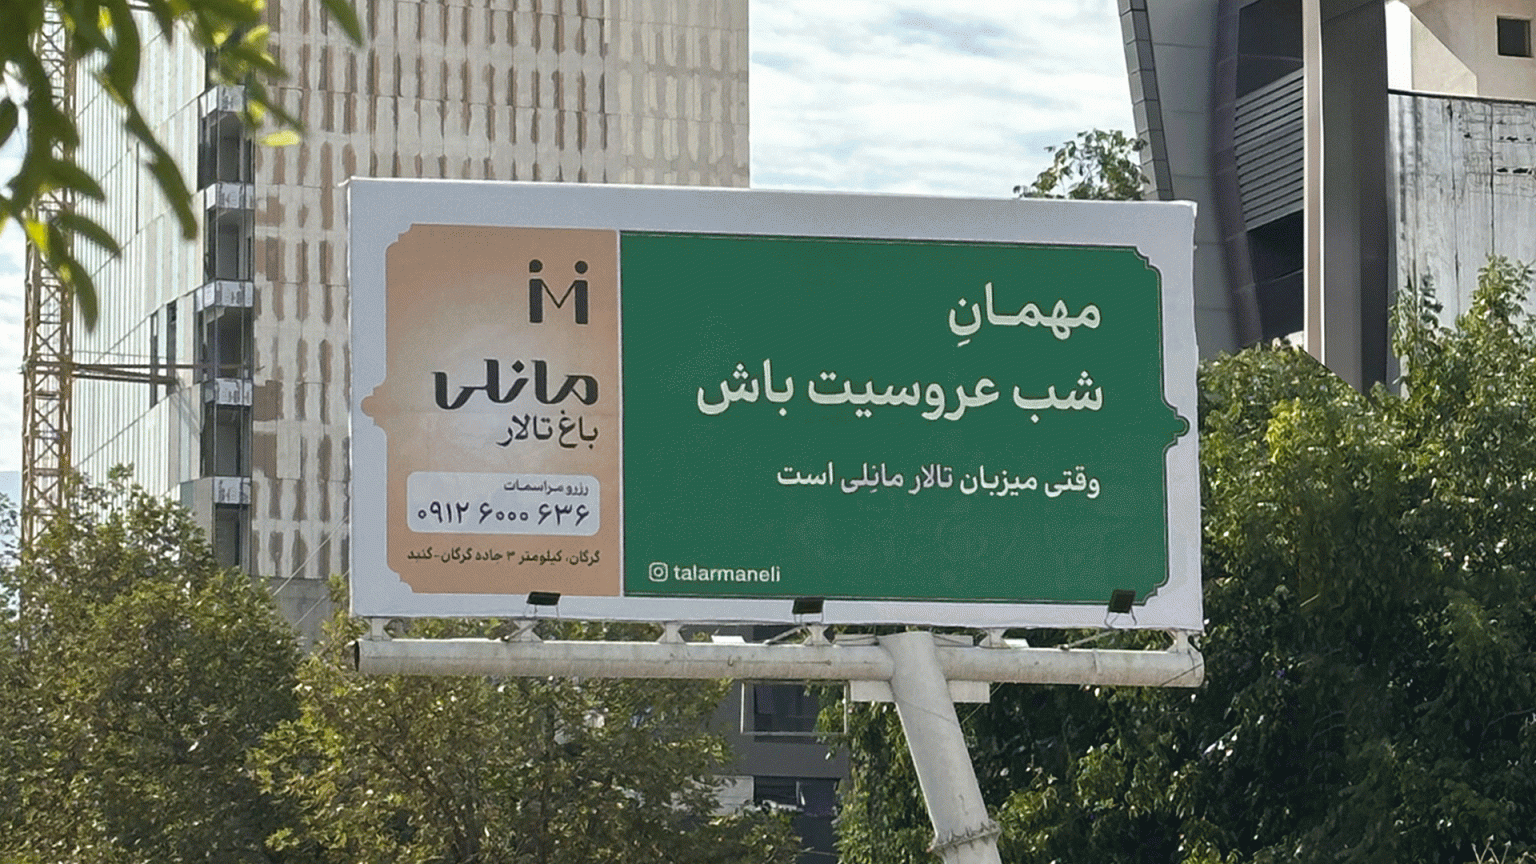 مهمانِ
شب عروسیت باش
وقتی میزبان تالار مانِلی است
talarmaneli
مانلی
باغ تالار
رزرو مراسمات
۰۹۱۲ ۶۰۰۰ ۶۳۶
گرگان، کیلومتر ۳ جاده گرگان-گنبد